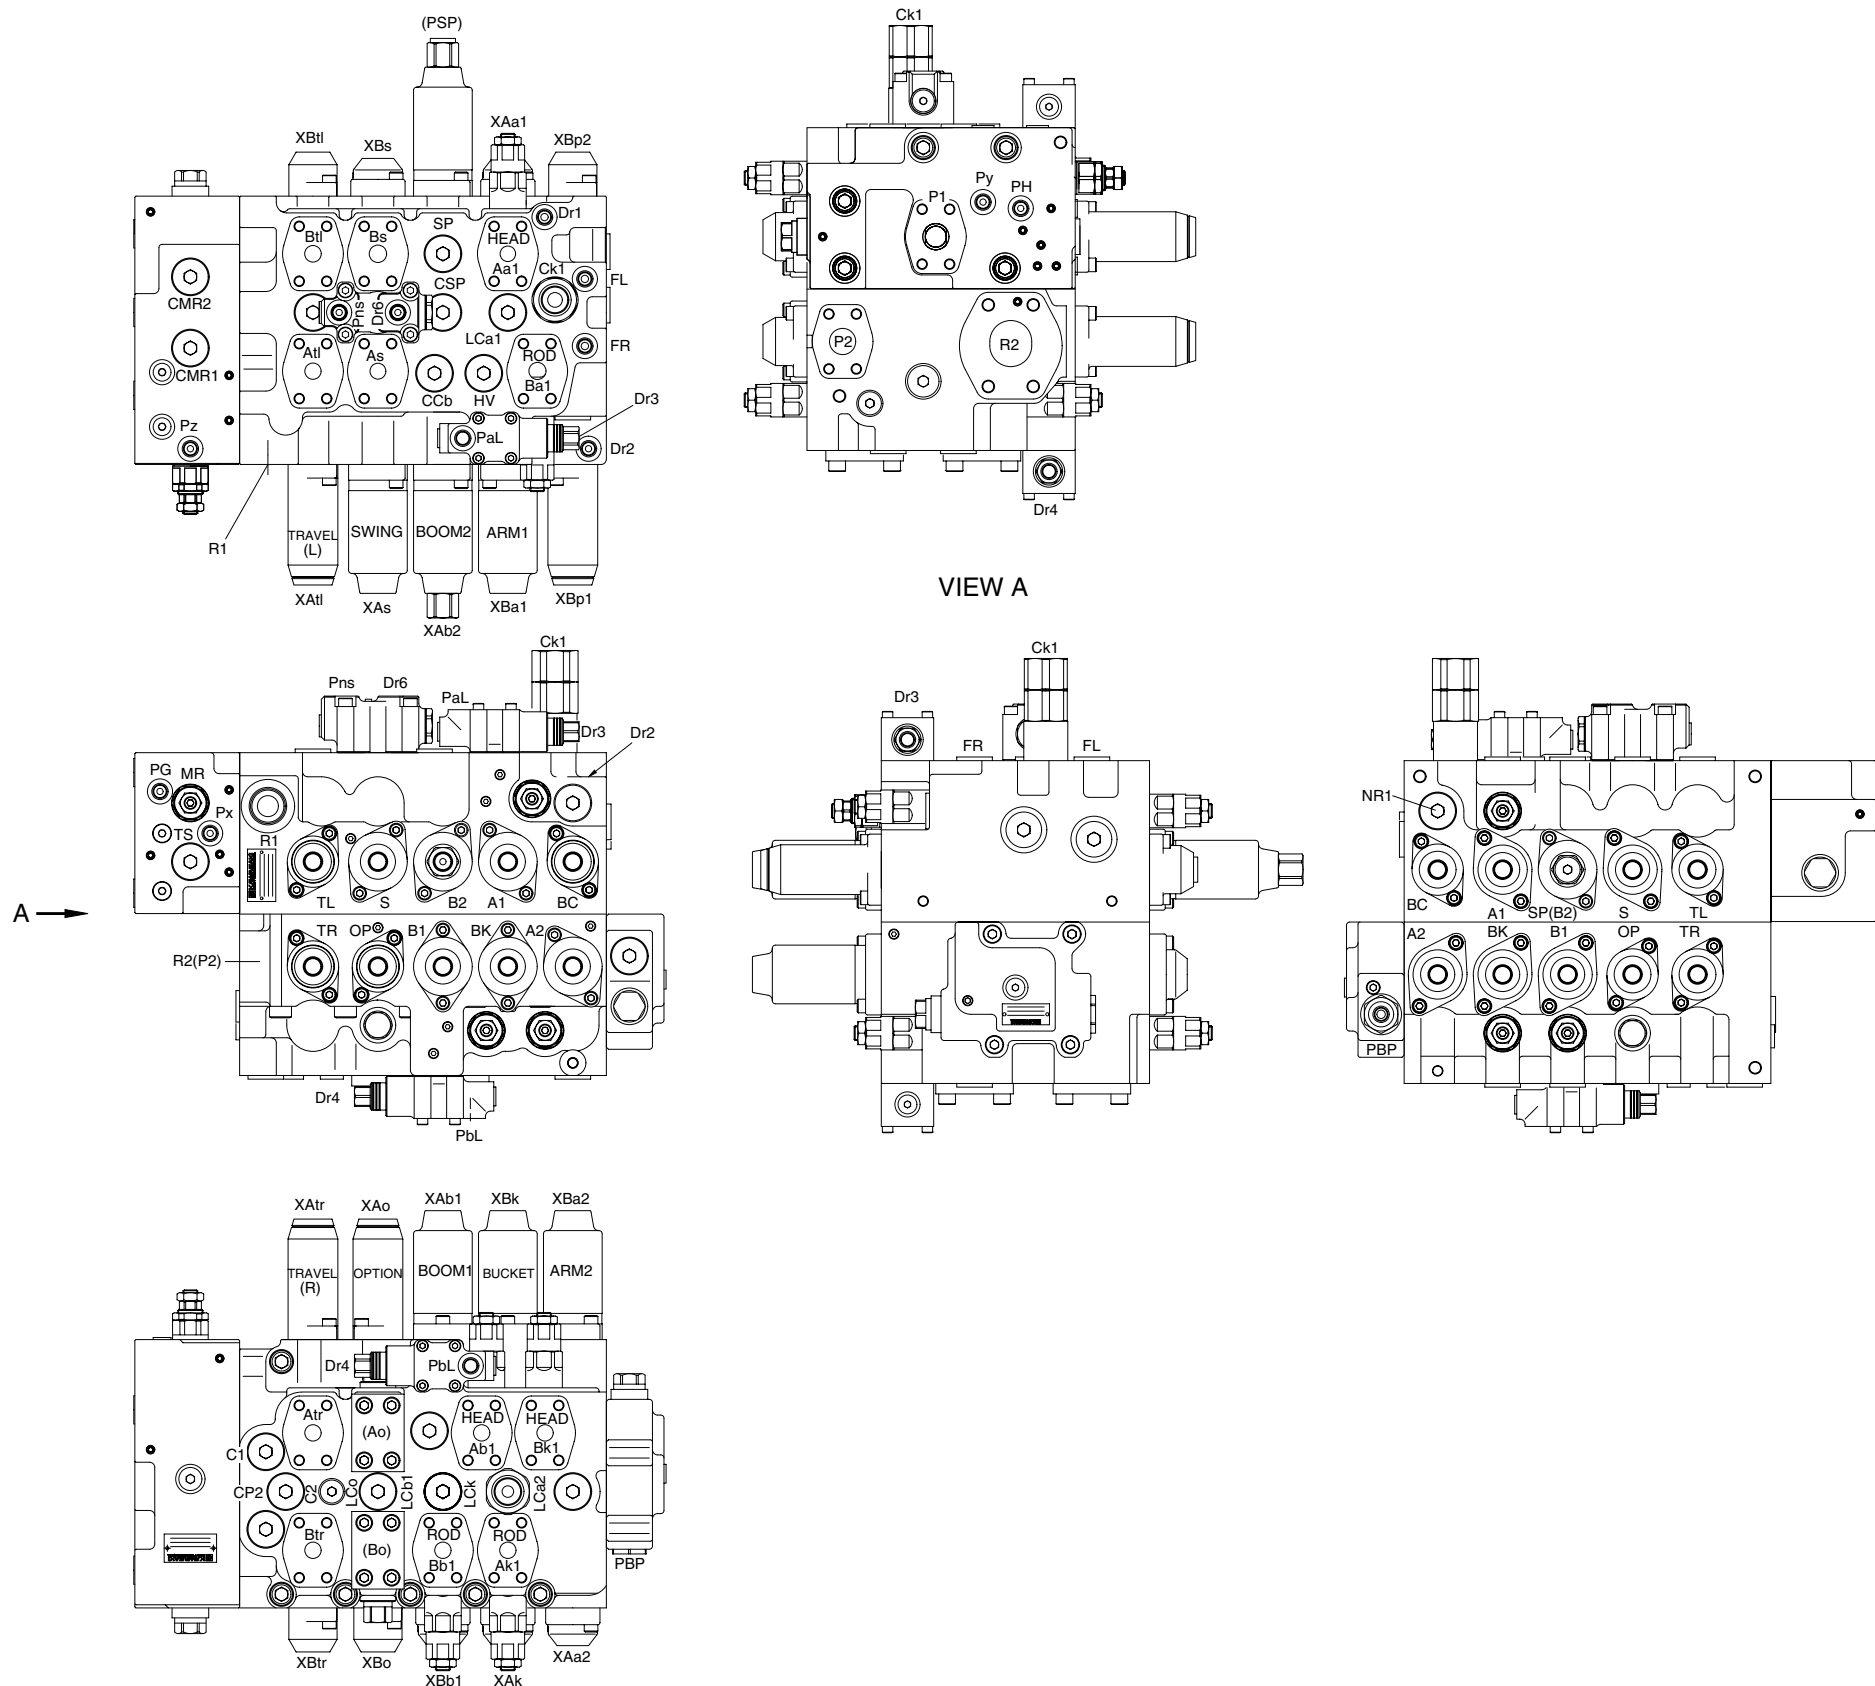 (PSP)
XBtl
XBs
XAa1
XBp2
Btl
Bs
SP
HEAD
Aa1
Dr1
Ck1
FL
CMR2
Pns
Dr6
CSP
LCa1
FR
CMR1
Atl
As
ROD
Ba1
CCb
HV
Dr3
Pz
PaL
Dr2
R1
TRAVEL
(L)
SWING
BOOM2
ARM1
XAtl
XAs
XAb2
XBa1
XBp1
Ck1
P1
Py
PH
P2
R2
Dr4
VIEW A
Ck1
Pns
Dr6
PaL
Dr3
Dr2
PG
MR
Px
TS
R1
TL
S
B2
A1
BC
A
TR
OP
B1
BK
A2
R2(P2)
Dr4
PbL
Ck1
Dr3
FR
FL
NR1
BC
A1
SP(B2)
S
TL
A2
BK
B1
OP
TR
PBP
XAtr
XAo
XAb1
XBk
XBa2
TRAVEL
(R)
OPTION
BOOM1
BUCKET
ARM2
Dr4
PbL
Atr
(Ao)
HEAD
Ab1
HEAD
Bk1
C1
CP2
C2
LCo
LCb1
LCk
LCa2
Btr
(Bo)
ROD
Bb1
ROD
Ak1
PBP
XBtr
XBo
XBb1
XAk
XAa2